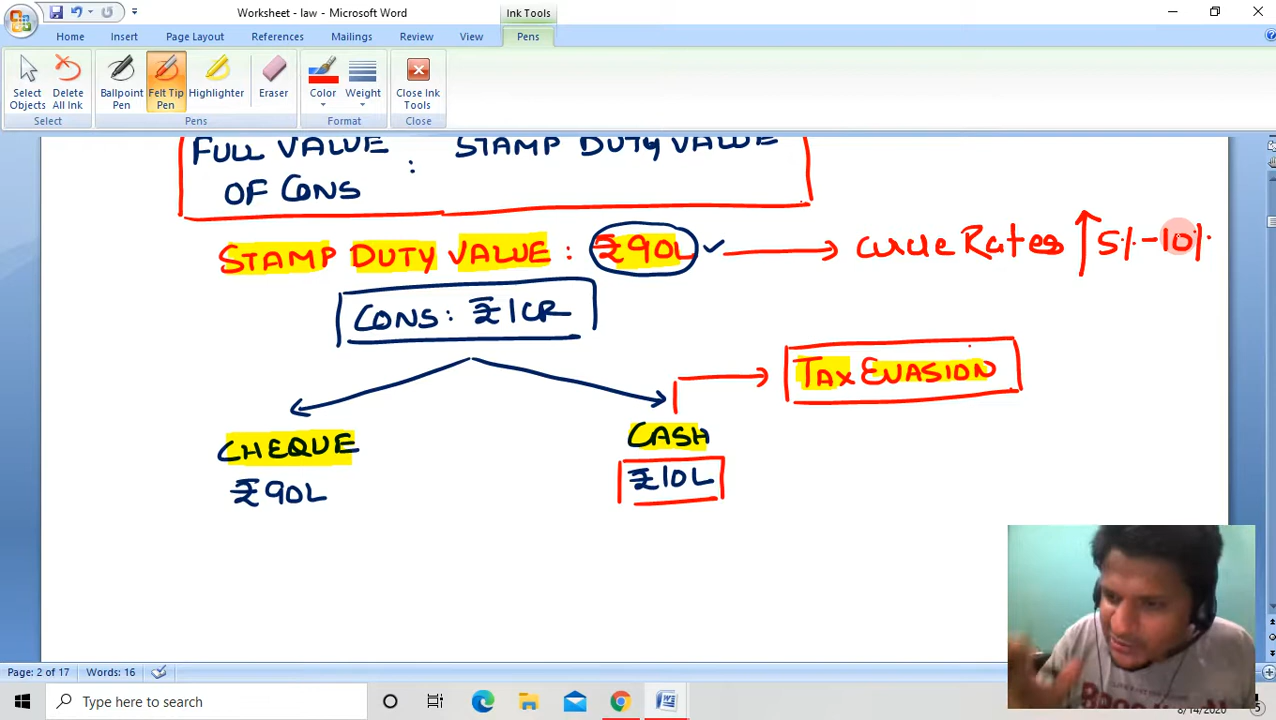 Worksheet - law - Microsoft Word
Ink Tools
Home Insert Page Layout References Mailings Review View Pens
Select Objects
Delete All Ink
Ballpoint Pen
Felt Tip Pen
Highlighter
Eraser
Color
Weight
Close Ink Tools
Select Pens Format Close
FULL VALUE OF CONS : STAMP DUTY VALUE
STAMP DUTY VALUE : ₹90L
Circle Rates 5%-10%
CONS: ₹1CR
TAX EVASION
CHEQUE
₹90L
CASH
₹10L
Page: 2 of 17 Words: 16
Type here to search
8/14/2020